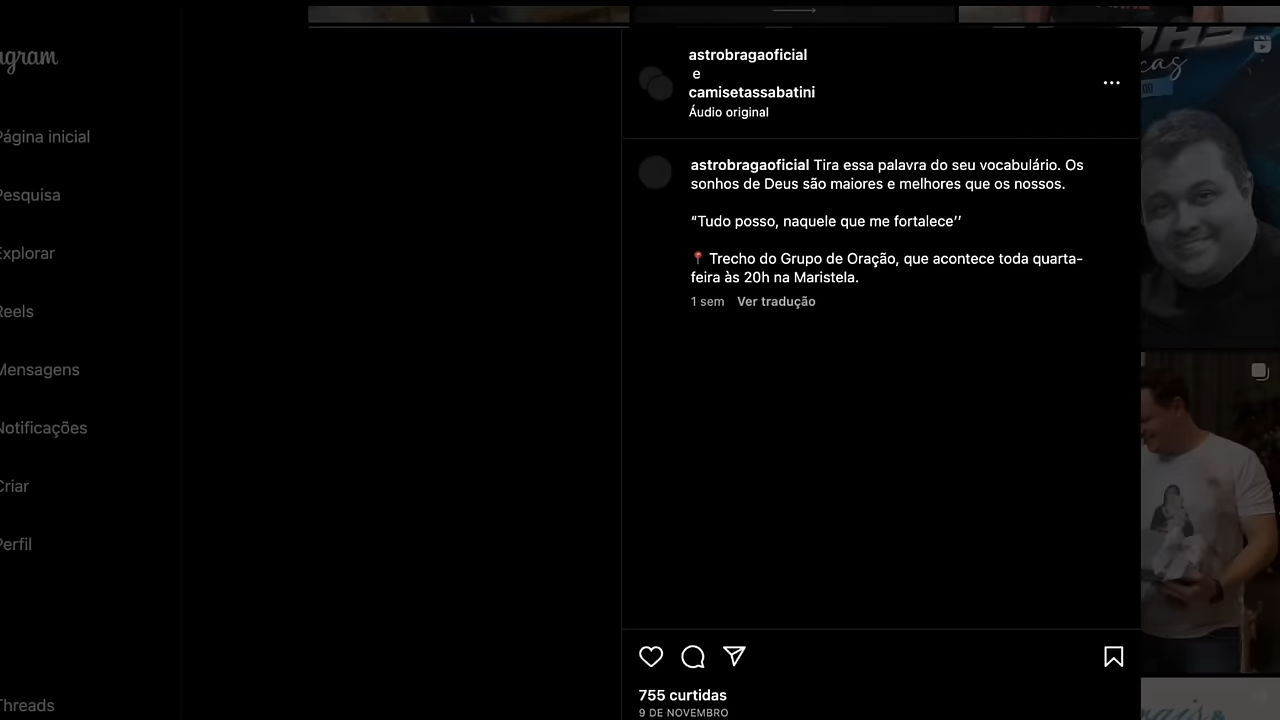 agram
Página inicial
Pesquisa
Explorar
Reels
Mensagens
Notificações
Criar
Perfil
Threads
astrobragaoficial
e
camisetassabatini
Áudio original
astrobragaoficial Tira essa palavra do seu vocabulário. Os
sonhos de Deus são maiores e melhores que os nossos.
“Tudo posso, naquele que me fortalece’’
📍 Trecho do Grupo de Oração, que acontece toda quarta-
feira às 20h na Maristela.
1 sem Ver tradução
755 curtidas
9 DE NOVEMBRO